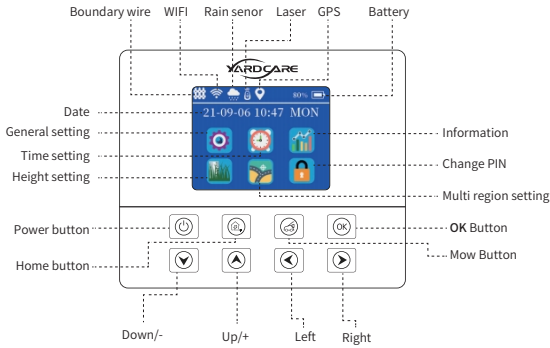 Boundary wire WIFI Rain senor Laser GPS Battery
YARDCARE
80%
Date
21-09-06 10:47 MON
General setting
Information
Time setting
Change PIN
Height setting
Multi region setting
Power button
OK
OK Button
Mow Button
Home button
Down/-
Up/+
Left
Right